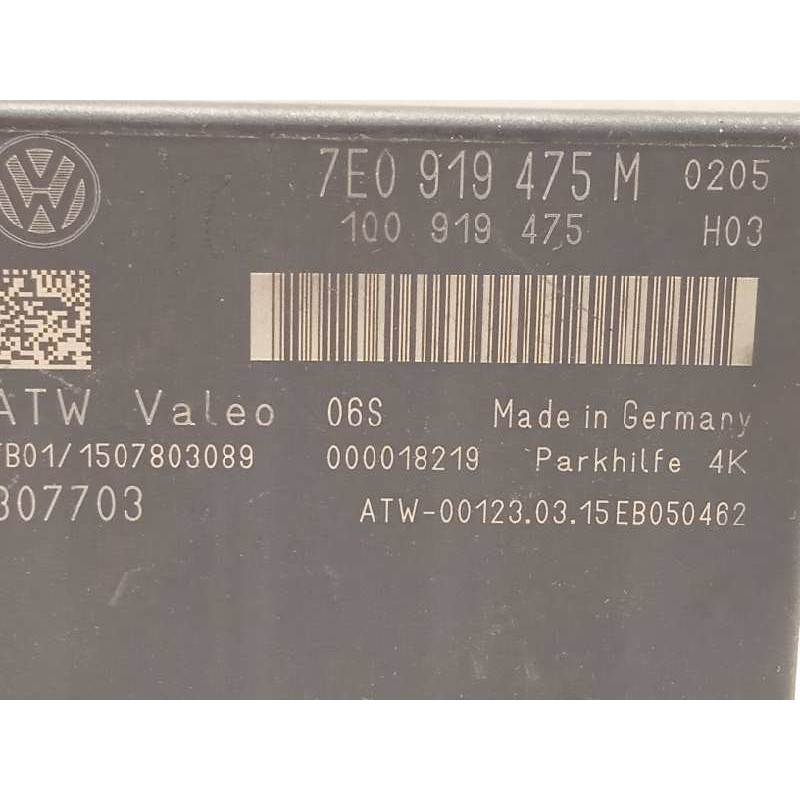 7E0 919 475 M 0205
1Q0 919 475 H03
ATW Valeo 06S Made in Germany
TB01/1507803089 000018219 Parkhilfe 4K
307703 ATW-00123.03.15EB050462